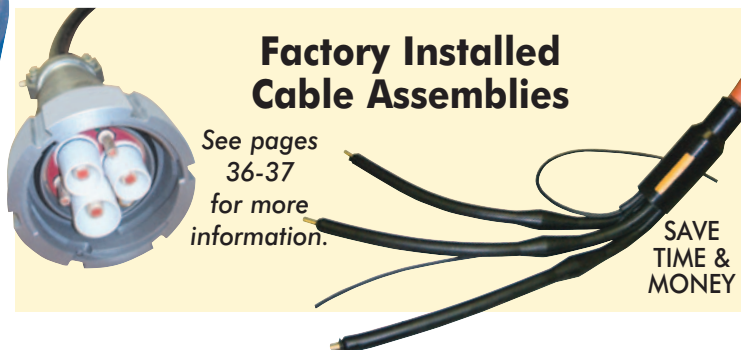 Factory Installed
Cable Assemblies
See pages
36-37
for more
information.
SAVE
TIME &
MONEY